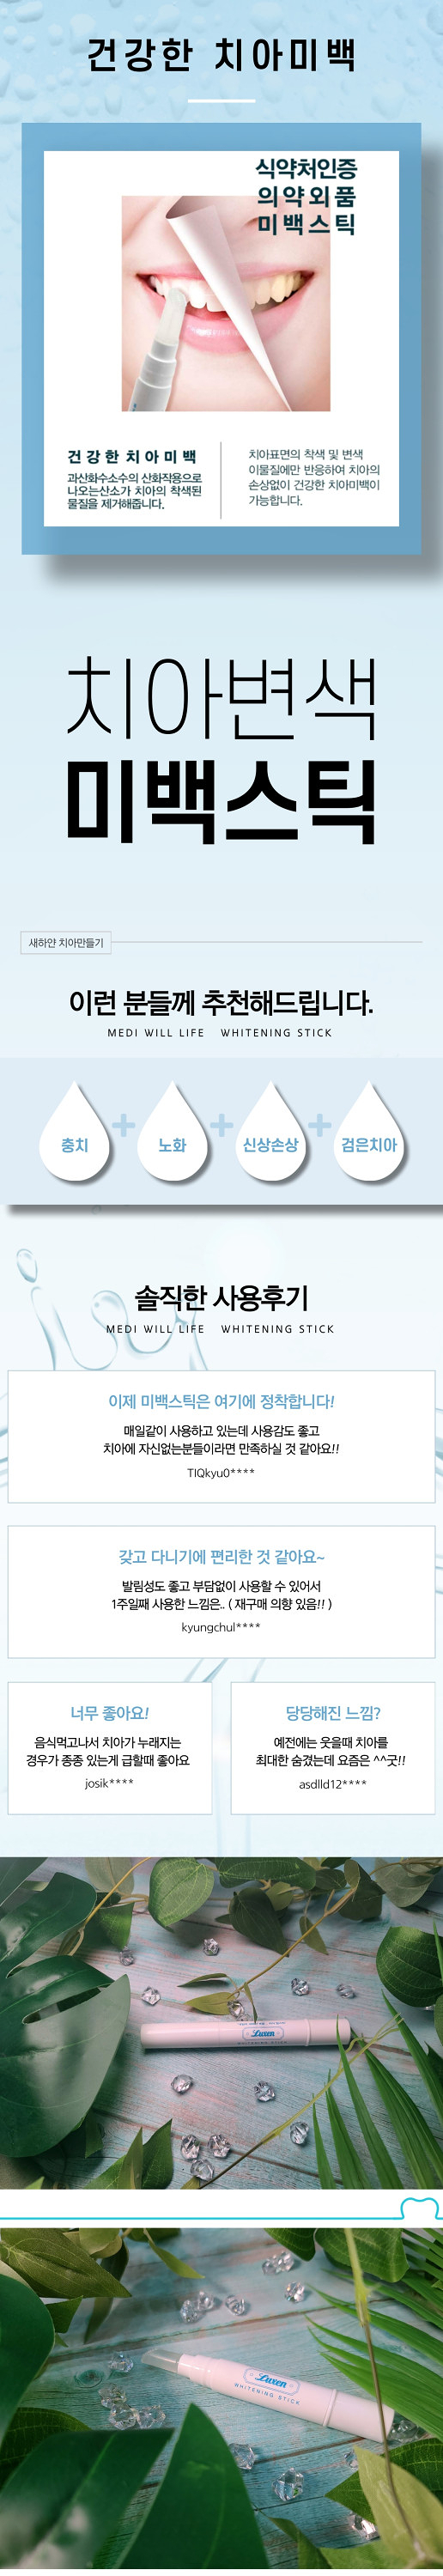 건강한 치아미백
식약처인증
의약외품
미백스틱
건강한치아미백
과산화수소수의 산화작용으로
나오는산소가 치아의 착색된
물질을 제거해줍니다.
치아표면의 착색 및 변색
이물질에만 반응하여 치아의
손상없이 건강한 치아미백이
가능합니다.
치아변색
미백스틱
새하얀 치아만들기
이런 분들께 추천해드립니다.
MEDI WILL LIFE WHITENING STICK
충치
노화
신상손상
검은치아
솔직한 사용후기
MEDI WILL LIFE WHITENING STICK
이제 미백스틱은 여기에 정착합니다!
매일같이 사용하고 있는데 사용감도 좋고
치아에 자신없는분들이라면 만족하실 것 같아요!!
TIQkyu0****
갖고 다니기에 편리한 것 같아요~
발림성도 좋고 부담없이 사용할 수 있어서
1주일째 사용한 느낌은.. ( 재구매 의향 있음!! )
kyungchul****
너무 좋아요!
음식먹고나서 치아가 누래지는
경우가 종종 있는게 급할때 좋아요
josik****
당당해진 느낌?
예전에는 웃을때 치아를
최대한 숨겼는데 요즘은 ^^굿!!
asdlld12****
Luxen
WHITENING STICK
Luxen
WHITENING STICK